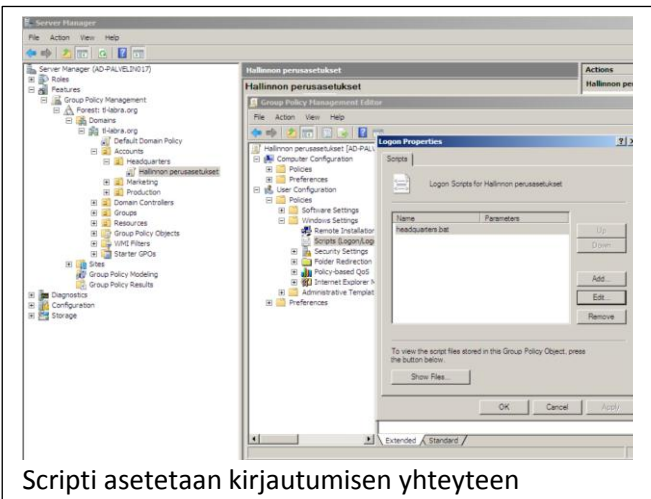 Server Manager
File Action View Help
Server Manager (AD-PALVELIN017)
Roles
Features
Group Policy Management
Forest: tl-labra.org
Domains
tl-labra.org
Default Domain Policy
Accounts
Headquarters
Hallinnon perusasetukset
Marketing
Production
Domain Controllers
Groups
Resources
Group Policy Objects
WMI Filters
Starter GPOs
Sites
Group Policy Modeling
Group Policy Results
Diagnostics
Configuration
Storage
Hallinnon perusasetukset
Hallinnon perusasetukset
Group Policy Management Editor
File Action View Help
Hallinnon perusasetukset [AD-PALV
Computer Configuration
Policies
Preferences
User Configuration
Policies
Software Settings
Windows Settings
Remote Installation
Scripts (Logon/Logo
Security Settings
Folder Redirection
Policy-based QoS
Internet Explorer M
Administrative Templat
Preferences
Extended Standard
Logon Properties
Scripts
Logon Scripts for Hallinnon perusasetukset
Name Parameters
headquarters.bat
Up
Down
Add...
Edit...
Remove
To view the script files stored in this Group Policy Object, press
the button below.
Show Files...
OK Cancel Apply
Actions
Hallinnon pe
Scripti asetetaan kirjautumisen yhteyteen